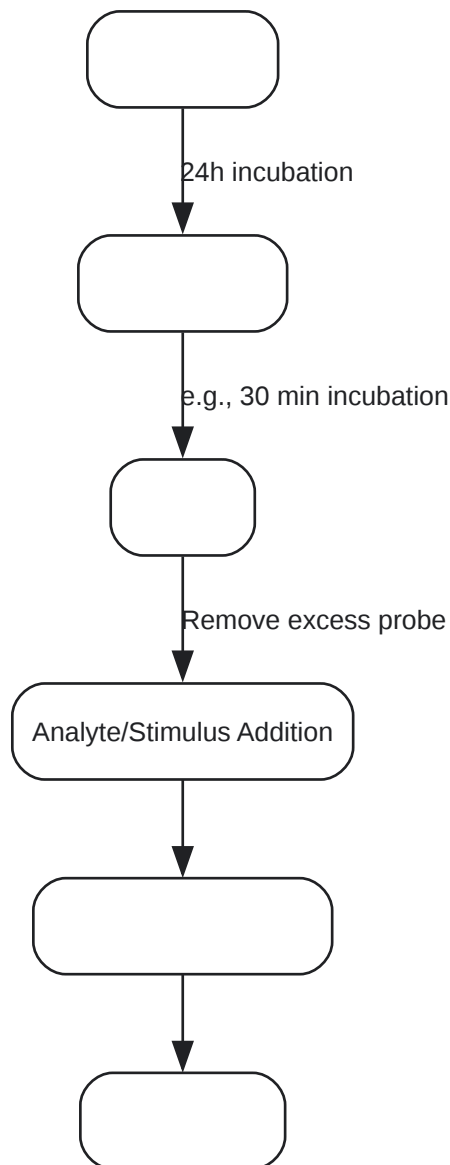 24h incubation
e.g., 30 min incubation
Remove excess probe
Analyte/Stimulus Addition